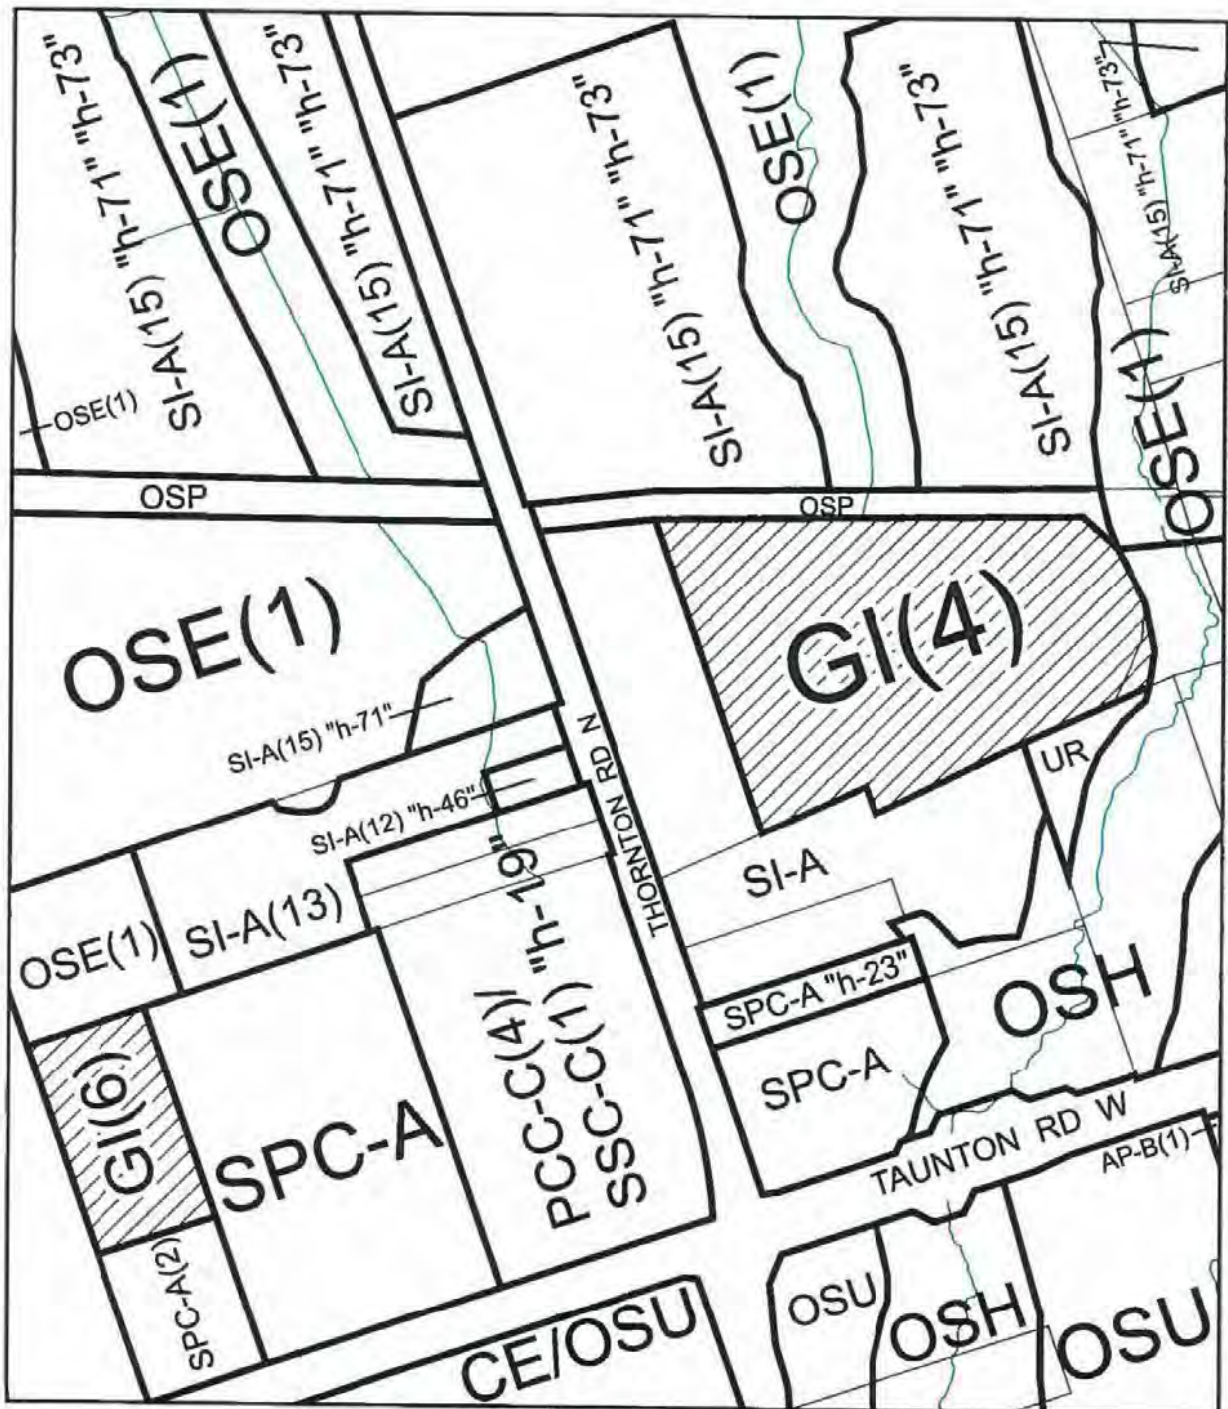 SI-A(15) "h-71" "h-73"
OSE(1)
SI-A(15) "h-71" "h-73"
SI-A(15) "h-71" "h-73"
OSE(1)
SI-A(15) "h-71" "h-73"
SI-A(15) "h-71" "h-73"
OSE(1)
OSE(1)
OSP
OSP
OSE(1)
GI(4)
SI-A(15) "h-71"
THORNTON RD N
UR
SI-A(12) "h-46"
SI-A
SI-A(13)
OSE(1)
PCC-C(4)/
SSC-C(1) "h-19"
SPC-A "h-23"
OSH
GI(6)
SPC-A
SPC-A
TAUNTON RD W
AP-B(1)
SPC-A(2)
CE/OSU
OSU
OSH
OSU